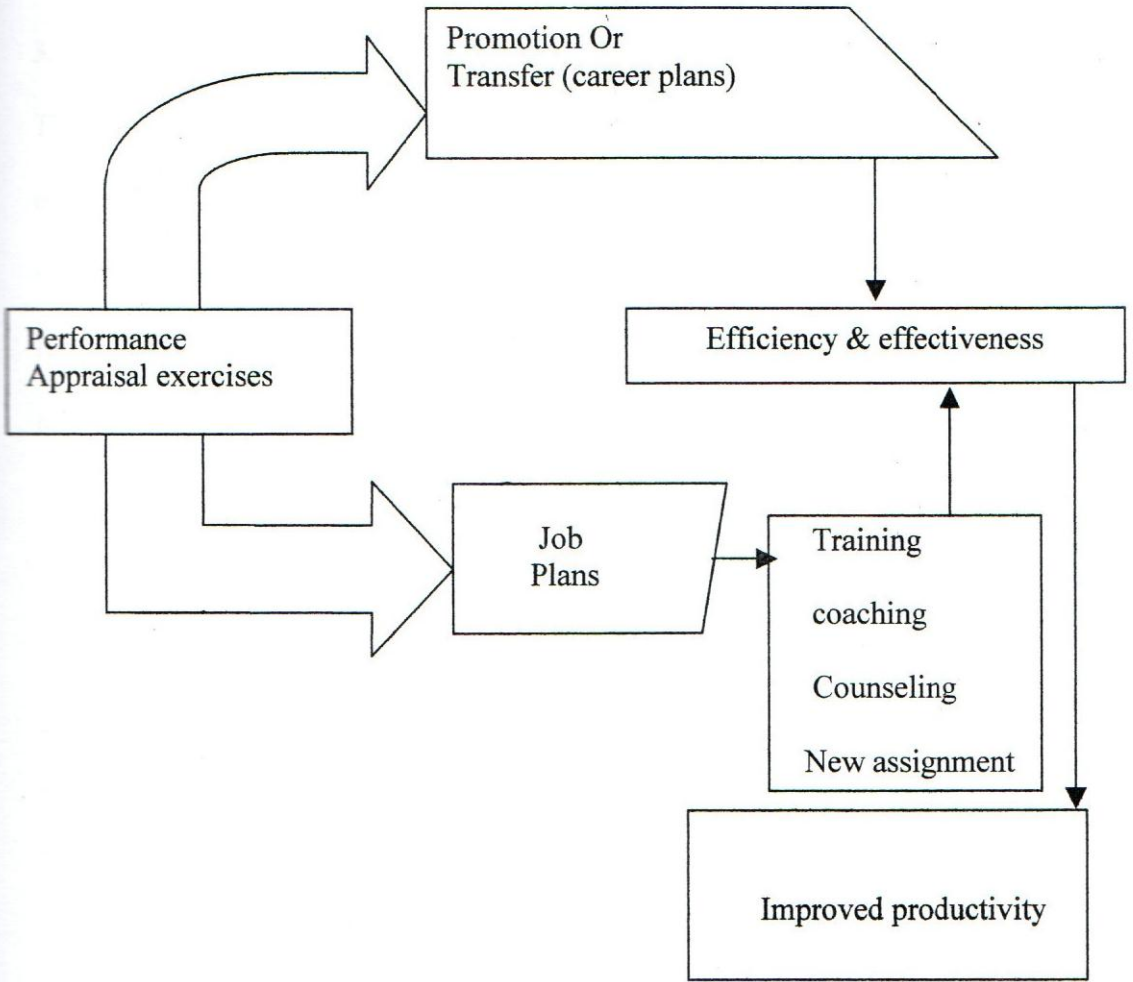 Promotion Or
Transfer (career plans)
Performance
Appraisal exercises
Efficiency & effectiveness
Job
Plans
Training
coaching
Counseling
New assignment
Improved productivity